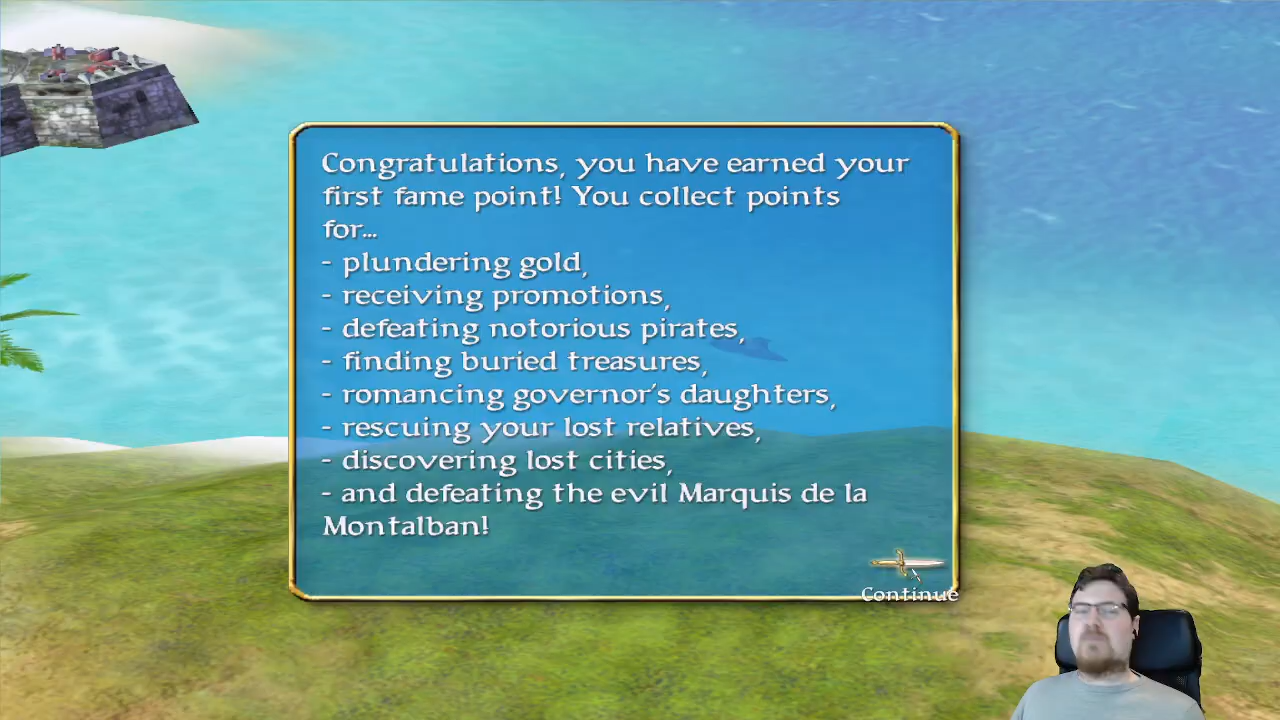 Congratulations, you have earned your
first fame point! You collect points
for...
- plundering gold,
- receiving promotions,
- defeating notorious pirates,
- finding buried treasures,
- romancing governor's daughters,
- rescuing your lost relatives,
- discovering lost cities,
- and defeating the evil Marquis de la
Montalban!
Continue